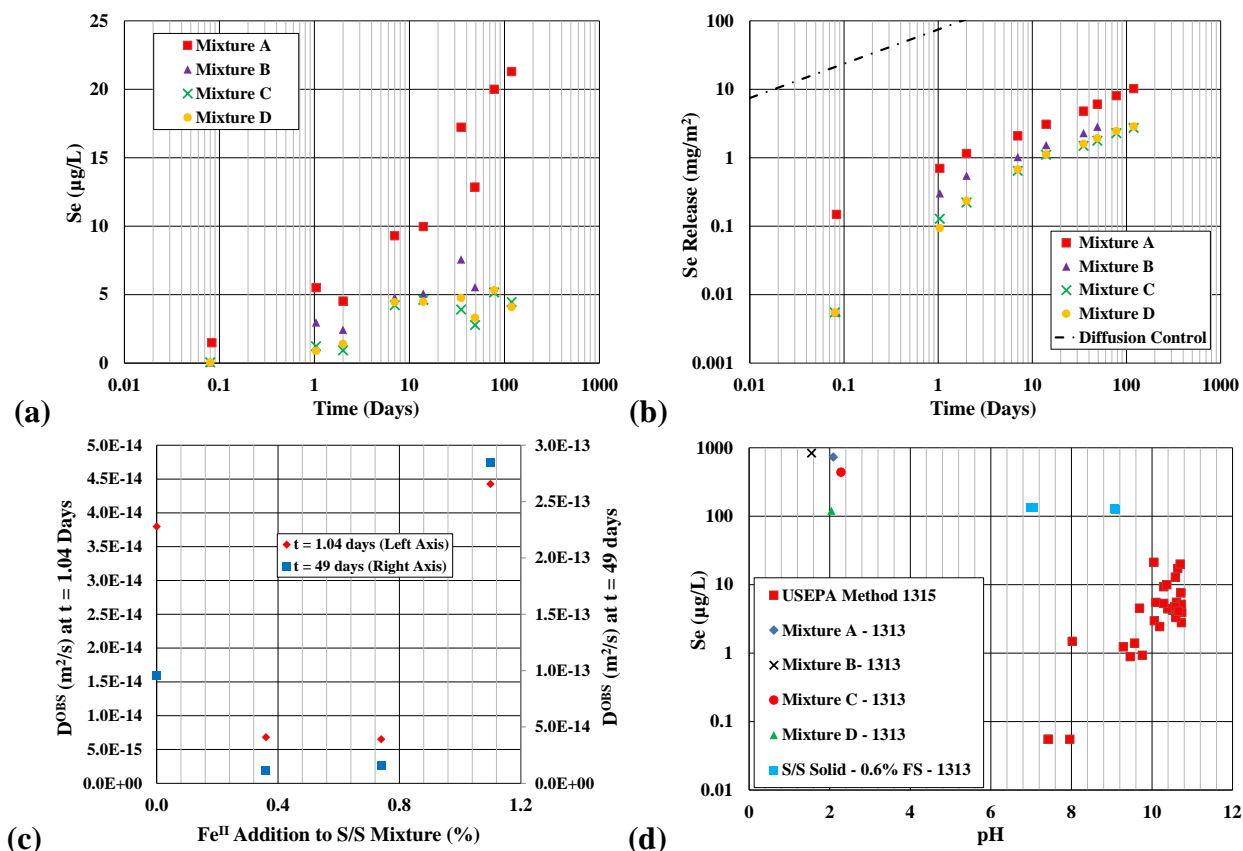 25
20
15
10
5
0
Se (µg/L)
Mixture A
Mixture B
Mixture C
Mixture D
0.01 0.1 1 10 100 1000
Time (Days)
(a)
100
10
1
0.1
0.01
0.001
Se Release (mg/m²)
Mixture A
Mixture B
Mixture C
Mixture D
Diffusion Control
0.01 0.1 1 10 100 1000
Time (Days)
(b)
5.0E-14
4.5E-14
4.0E-14
3.5E-14
3.0E-14
2.5E-14
2.0E-14
1.5E-14
1.0E-14
5.0E-15
0.0E+00
Dᴼᴮˢ (m²/s) at t = 1.04 Days
t = 1.04 days (Left Axis)
t = 49 days (Right Axis)
3.0E-13
2.5E-13
2.0E-13
1.5E-13
1.0E-13
5.0E-14
0.0E+00
Dᴼᴮˢ (m²/s) at t = 49 days
0.0 0.4 0.8 1.2
Feᴵᴵ Addition to S/S Mixture (%)
(c)
1000
100
10
1
0.1
0.01
Se (µg/L)
USEPA Method 1315
Mixture A - 1313
Mixture B- 1313
Mixture C - 1313
Mixture D - 1313
S/S Solid - 0.6% FS - 1313
0 2 4 6 8 10 12
pH
(d)